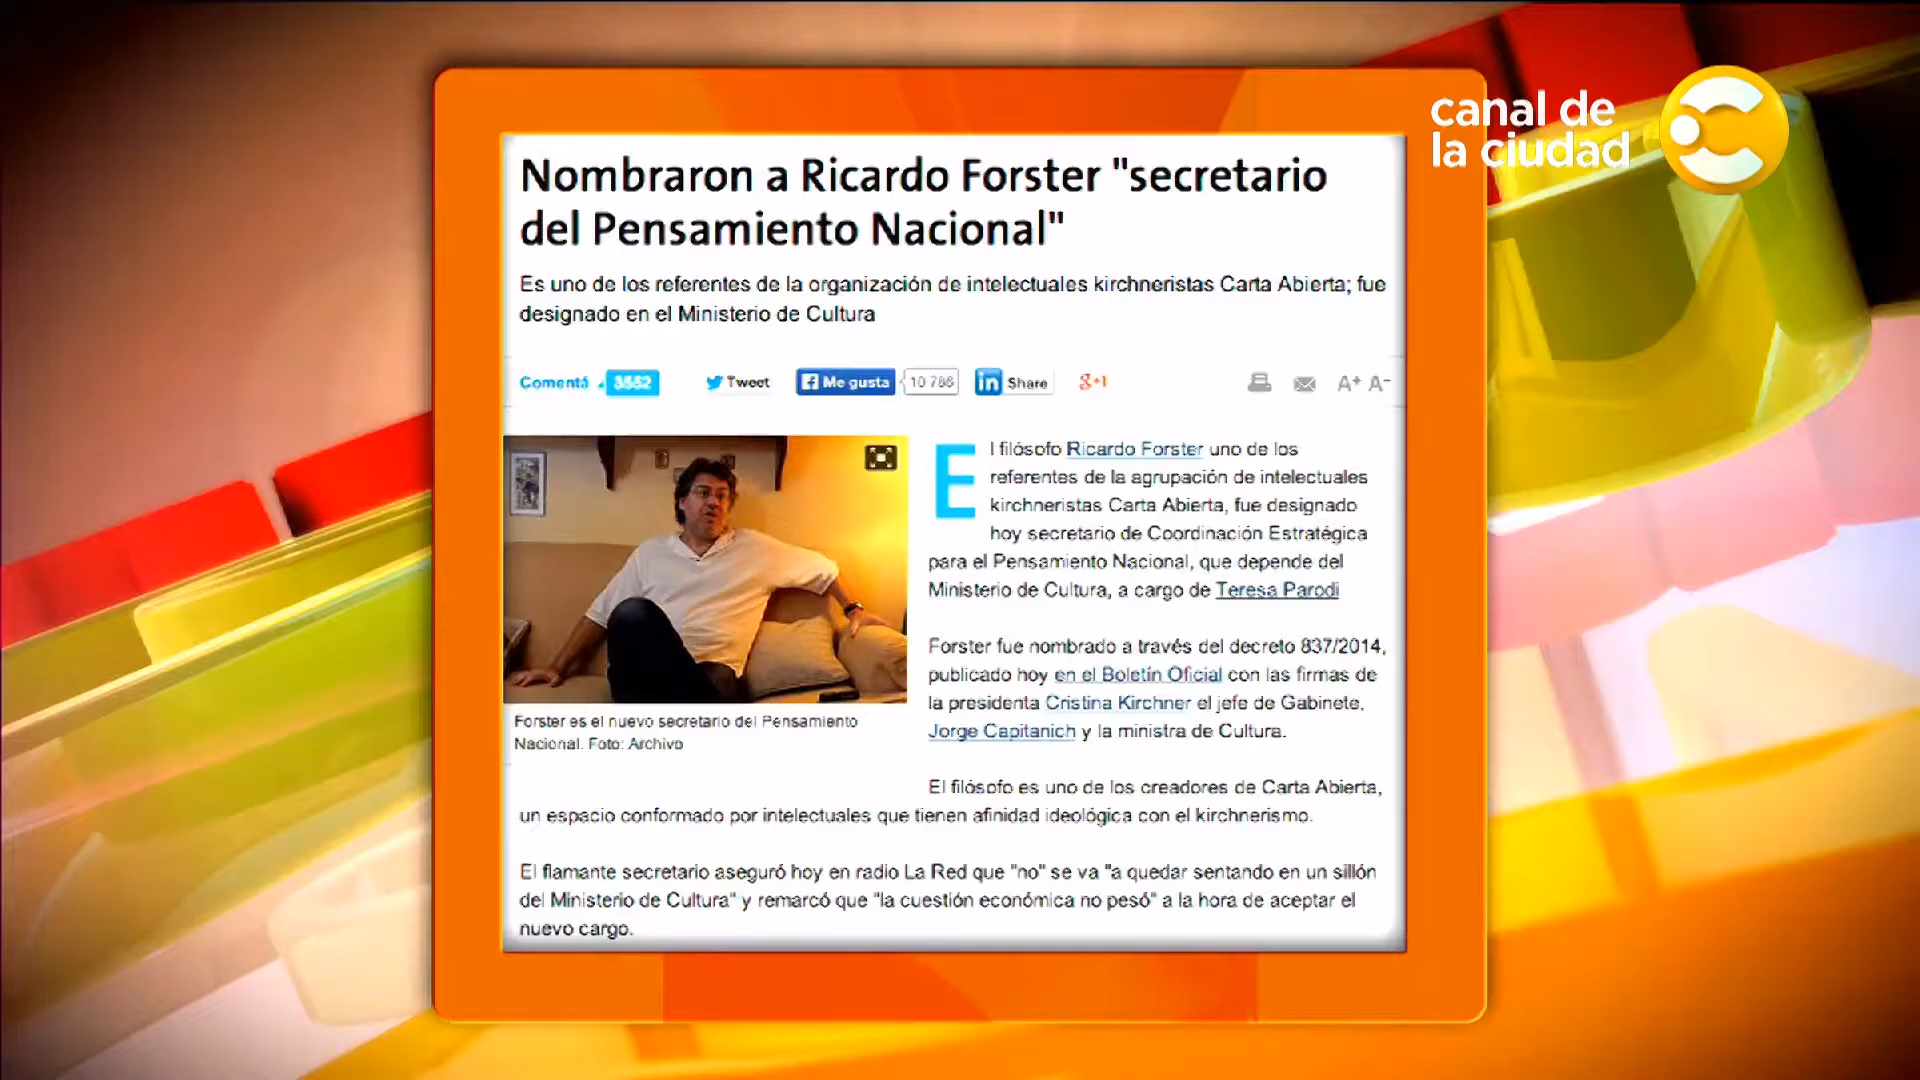 canal de
la ciudad
Nombraron a Ricardo Forster "secretario
del Pensamiento Nacional"
Es uno de los referentes de la organización de intelectuales kirchneristas Carta Abierta; fue
designado en el Ministerio de Cultura
Comentá 3552 Tweet Me gusta 10 786 in Share g+1 A+ A-
El filósofo Ricardo Forster uno de los
referentes de la agrupación de intelectuales
kirchneristas Carta Abierta, fue designado
hoy secretario de Coordinación Estratégica
para el Pensamiento Nacional, que depende del
Ministerio de Cultura, a cargo de Teresa Parodi
Forster fue nombrado a través del decreto 837/2014,
publicado hoy en el Boletín Oficial con las firmas de
la presidenta Cristina Kirchner el jefe de Gabinete,
Jorge Capitanich y la ministra de Cultura.
Forster es el nuevo secretario del Pensamiento
Nacional. Foto: Archivo
El filósofo es uno de los creadores de Carta Abierta,
un espacio conformado por intelectuales que tienen afinidad ideológica con el kirchnerismo.
El flamante secretario aseguró hoy en radio La Red que "no" se va "a quedar sentando en un sillón
del Ministerio de Cultura" y remarcó que "la cuestión económica no pesó" a la hora de aceptar el
nuevo cargo.